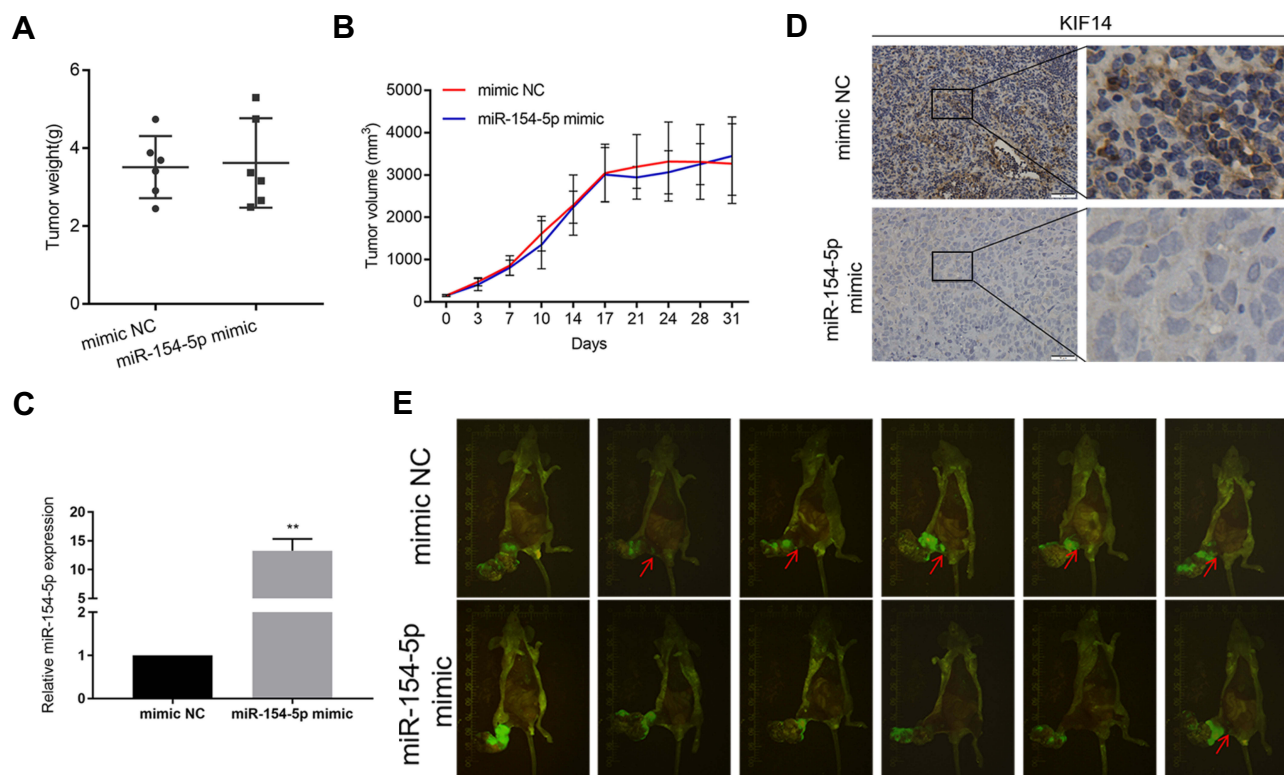 A
Tumor weight(g)
6
4
2
0
mimic NC
miR-154-5p mimic
B
Tumor volume (mm³)
5000
4000
3000
2000
1000
0
mimic NC
miR-154-5p mimic
0 3 7 10 14 17 21 24 28 31
Days
C
Relative miR-154-5p expression
20
15
10
5
2
1
0
**
mimic NC
miR-154-5p mimic
D
KIF14
mimic NC
miR-154-5p
mimic
E
mimic NC
miR-154-5p
mimic